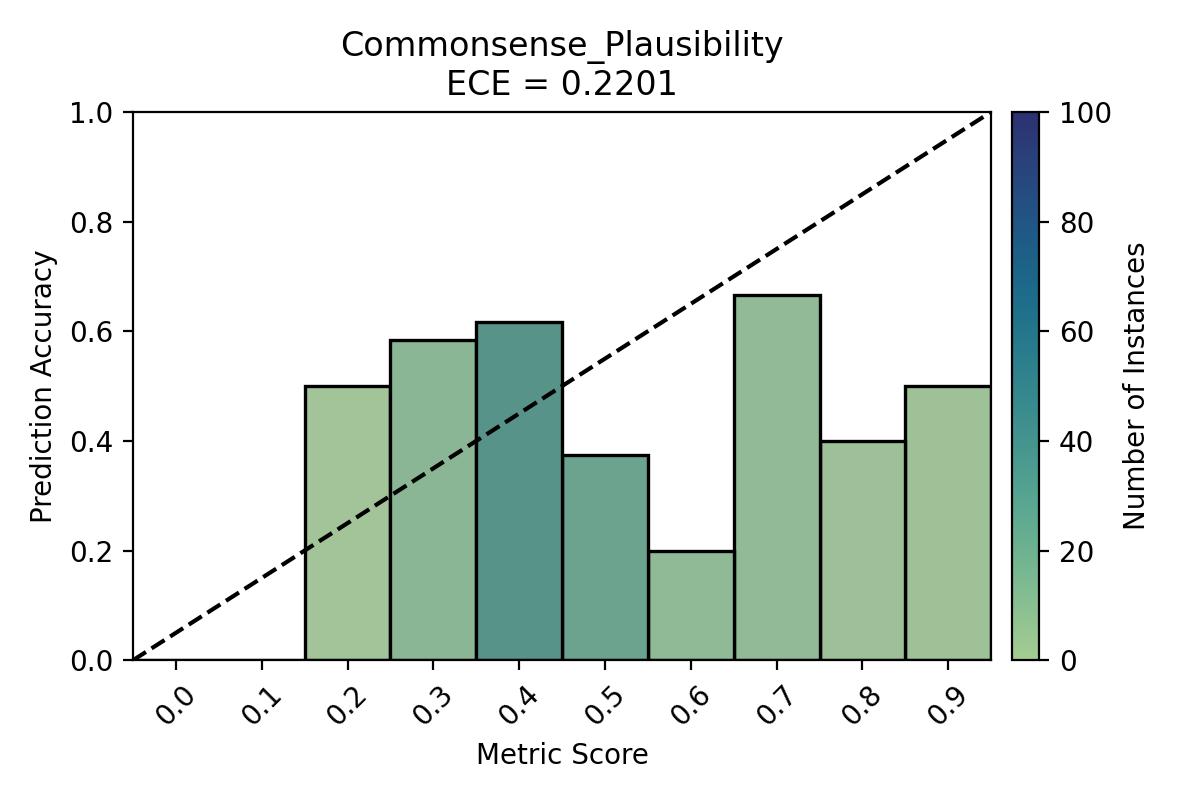 Commonsense_Plausibility
ECE = 0.2201
1.0
0.8
0.6
0.4
0.2
0.0
Prediction Accuracy
0.0 0.1 0.2 0.3 0.4 0.5 0.6 0.7 0.8 0.9
Metric Score
100
80
60
40
20
0
Number of Instances